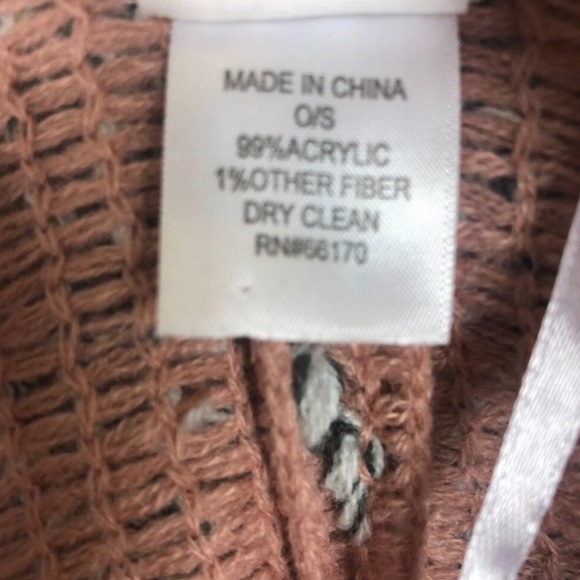 MADE IN CHINA
O/S
99%ACRYLIC
1%OTHER FIBER
DRY CLEAN
RN#66170